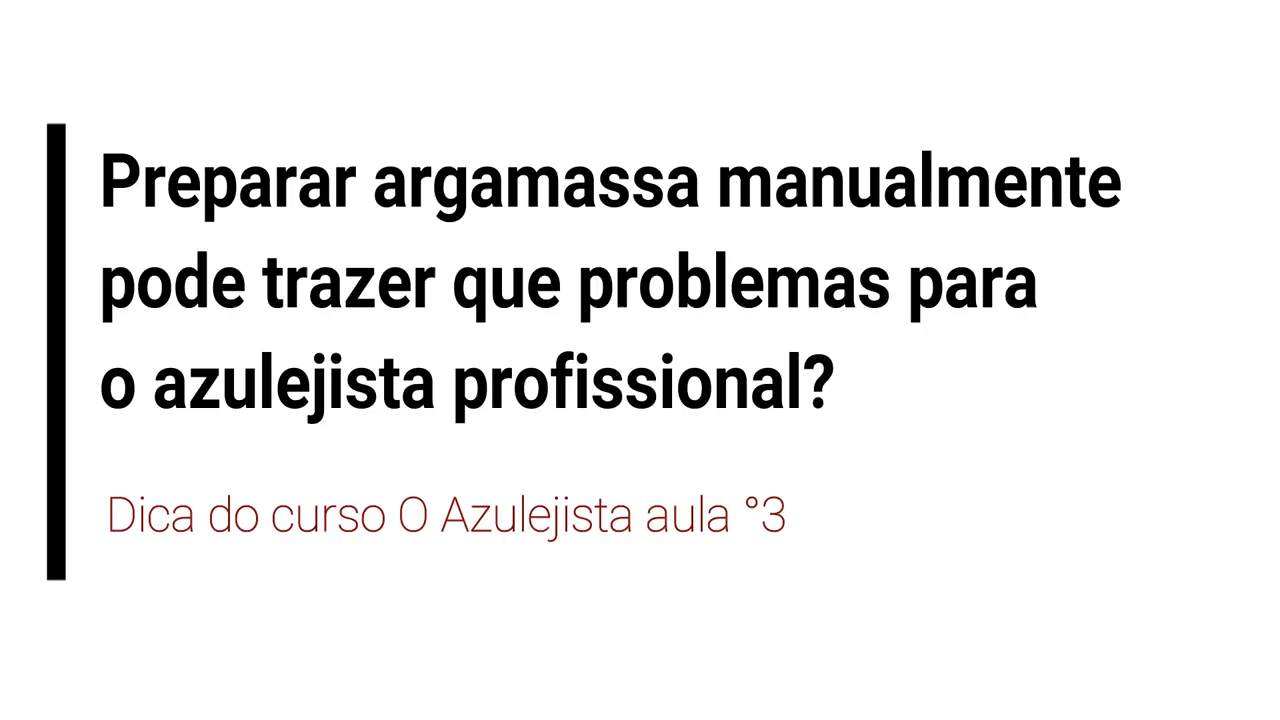 Preparar argamassa manualmente
pode trazer que problemas para
o azulejista profissional?
Dica do curso O Azulejista aula °3